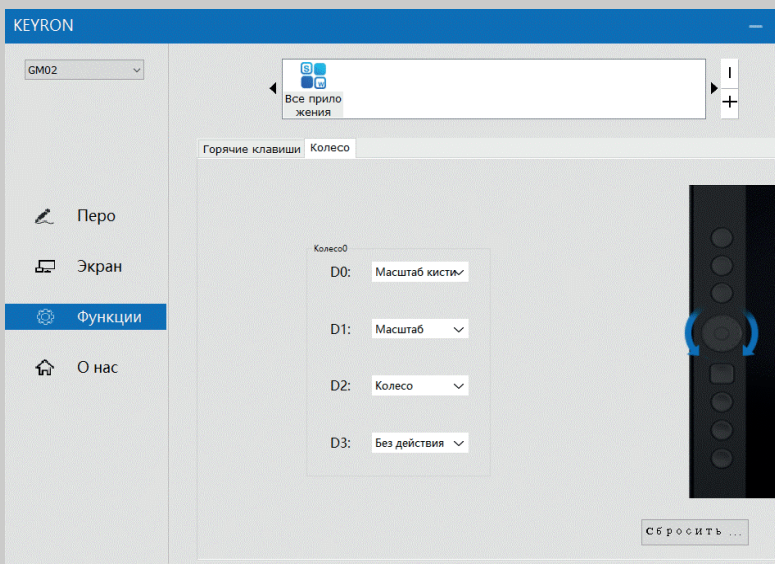 KEYRON
GM02
Все прило
жения
Горячие клавиши
Колесо
Перо
Экран
Функции
О нас
Колесо0
D0: Масштаб кисти
D1: Масштаб
D2: Колесо
D3: Без действия
Сбросить ...